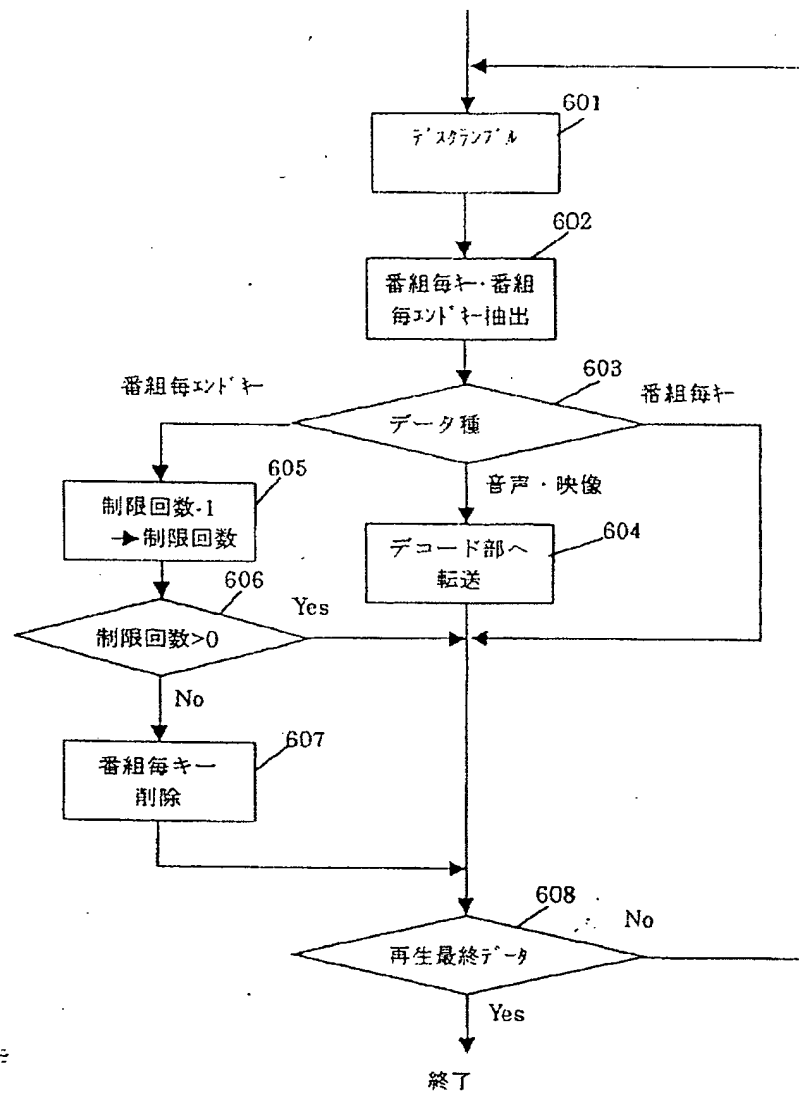 601
ﾃﾞｽｸﾗﾝﾌﾞﾙ
602
番組毎キー・番組
毎ｴﾝﾄﾞｷｰ抽出
603
番組毎ｴﾝﾄﾞｷｰ
番組毎キー
データ種
605
音声・映像
制限回数-1
→制限回数
604
デコード部へ
転送
606
Yes
制限回数>0
No
607
番組毎キー
削除
608
No
再生最終ﾃﾞｰﾀ
Yes
終了